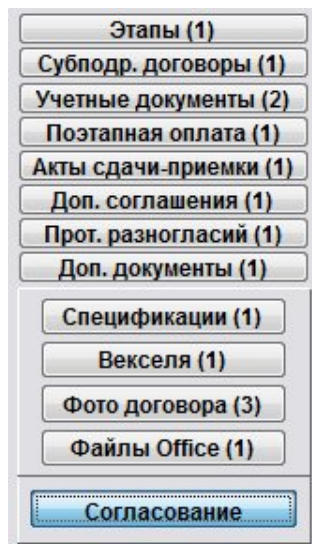 Этапы (1)
Субподр. договоры (1)
Учетные документы (2)
Поэтапная оплата (1)
Акты сдачи-приемки (1)
Доп. соглашения (1)
Прот. разногласий (1)
Доп. документы (1)
Спецификации (1)
Векселя (1)
Фото договора (3)
Файлы Office (1)
Согласование